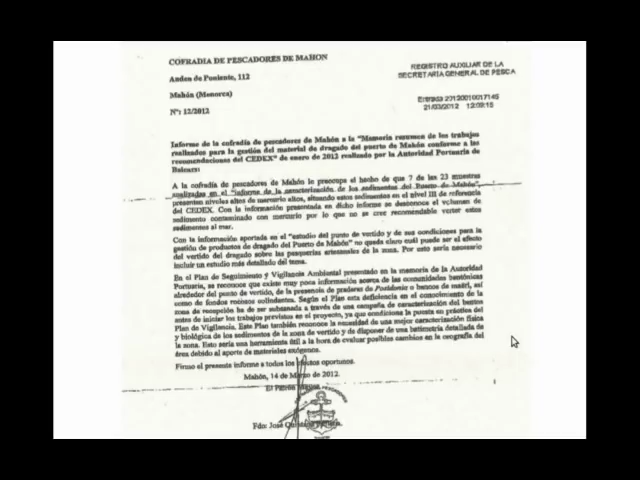 COFRADIA DE PESCADORES DE MAHON
REGISTRO AUXILIAR DE LA
SECRETARÍA GENERAL DE PESCA
Anden de Poniente, 112
Mahón (Menorca)
Entrada 20120010017145
21/03/2012 12:09:15
Nº: 12/2012
Informe de la cofradia de pescadores de Mahón a la "Memoria resumen de los trabajos
realizados para la gestión del material de dragado del puerto de Mahón conforme a las
recomendaciones del CEDEX" de enero de 2012 realizado por la Autoridad Portuaria de
Balears:
A la cofradía de pescadores de Mahón le preocupa el hecho de que 7 de las 23 muestras
analizadas en el "informe de la caracterización de los sedimentos del Puerto de Mahón"
presenten niveles altos de mercurio altos, situando estos sedimentos en el nivel III de referencia
del CEDEX. Con la información presentada en dicho informe se desconoce el volumen de
sedimento contaminado con mercurio por lo que no se cree recomendable verter estos
sedimentos al mar.
Con la información aportada en el "estudio del punto de vertido y de sus condiciones para la
gestión de productos de dragado del Puerto de Mahón" no queda claro cuál puede ser el efecto
del vertido del dragado sobre las pesquerías artesanales de la zona. Por esto sería necesario
incluir un estudio más detallado del tema.
En el Plan de Seguimiento y Vigilancia Ambiental presentado en la memoria de la Autoridad
Portuaria, se reconoce que existe muy poca información acerca de las comunidades bentónicas
alrededor del punto de vertido, de la presencia de praderas de Posidonia o bancos de maërl, así
como de fondos rocosos colindantes. Según el Plan esta deficiencia en el conocimiento de la
zona de recepción ha de ser subsanada a través de una campaña de caracterización del bentos
antes de iniciar los trabajos previstos en el proyecto, ya que condiciona la puesta en práctica del
Plan de Vigilancia. Este Plan también reconoce la necesidad de una mejor caracterización física
y biológica de los sedimentos de la zona de vertido y de disponer de una batimetría detallada de
la zona. Esto sería una herramienta útil a la hora de evaluar posibles cambios en la orografía del
área debido al aporte de materiales exógenos.
Firmo el presente informe a todos los efectos oportunos.
Mahón, 14 de Marzo de 2012.
El Patrón Mayor
Fdo: José